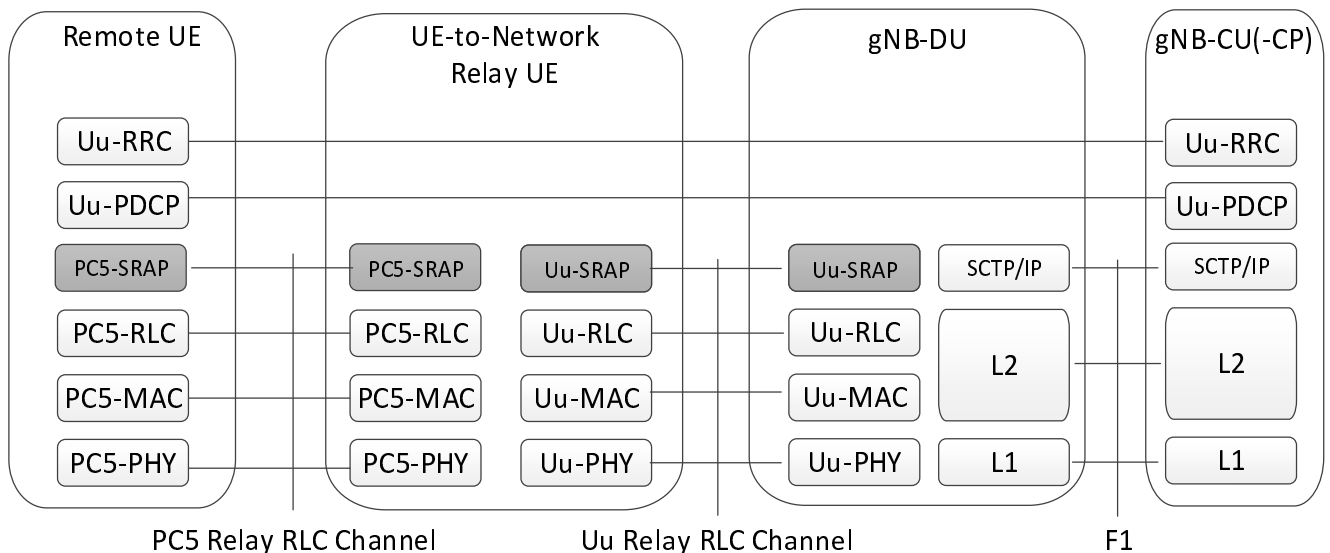 Remote UE
UE-to-Network
Relay UE
gNB-DU
gNB-CU(-CP)
Uu-RRC
Uu-RRC
Uu-PDCP
Uu-PDCP
PC5-SRAP
PC5-SRAP
Uu-SRAP
Uu-SRAP
SCTP/IP
SCTP/IP
PC5-RLC
PC5-RLC
Uu-RLC
Uu-RLC
L2
L2
PC5-MAC
PC5-MAC
Uu-MAC
Uu-MAC
PC5-PHY
PC5-PHY
Uu-PHY
Uu-PHY
L1
L1
PC5 Relay RLC Channel
Uu Relay RLC Channel
F1